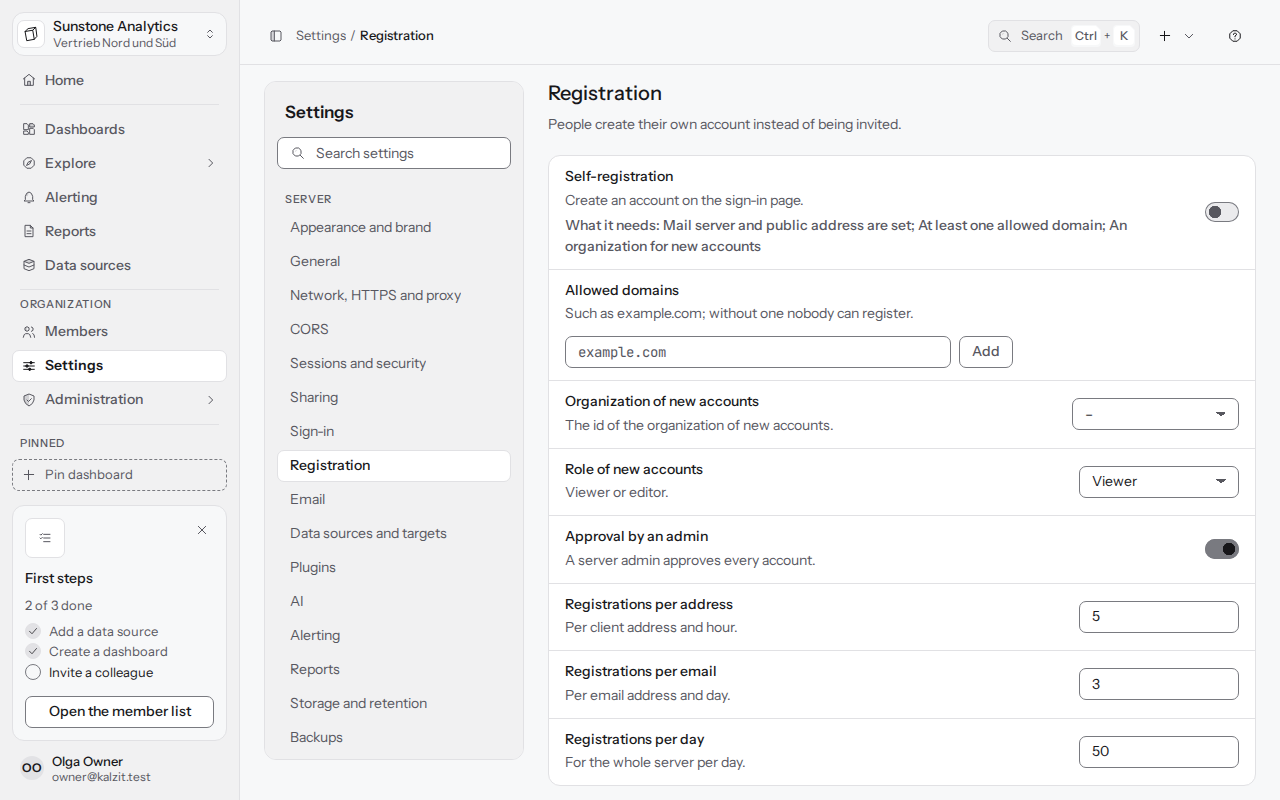 Sunstone Analytics
Vertrieb Nord und Süd
Home
Dashboards
Explore
Alerting
Reports
Data sources
ORGANIZATION
Members
Settings
Administration
PINNED
Pin dashboard
First steps
2 of 3 done
Add a data source
Create a dashboard
Invite a colleague
Open the member list
OO
Olga Owner
owner@kalzit.test
Settings / Registration
Search Ctrl + K
Settings
Search settings
SERVER
Appearance and brand
General
Network, HTTPS and proxy
CORS
Sessions and security
Sharing
Sign-in
Registration
Email
Data sources and targets
Plugins
AI
Alerting
Reports
Storage and retention
Backups
Registration
People create their own account instead of being invited.
Self-registration
Create an account on the sign-in page.
What it needs: Mail server and public address are set; At least one allowed domain; An
organization for new accounts
Allowed domains
Such as example.com; without one nobody can register.
example.com
Add
Organization of new accounts
The id of the organization of new accounts.
–
Role of new accounts
Viewer or editor.
Viewer
Approval by an admin
A server admin approves every account.
Registrations per address
Per client address and hour.
5
Registrations per email
Per email address and day.
3
Registrations per day
For the whole server per day.
50